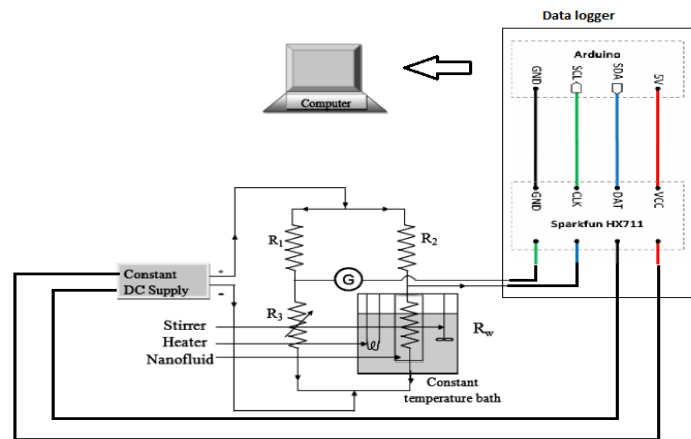 Data logger
Arduino
GND
SCL
SDA
5V
Computer
GND
CLK
DAT
VCC
Sparkfun HX711
R1
R2
G
Constant
DC Supply
+
-
R3
Stirrer
Heater
Nanofluid
Rw
Constant
temperature bath